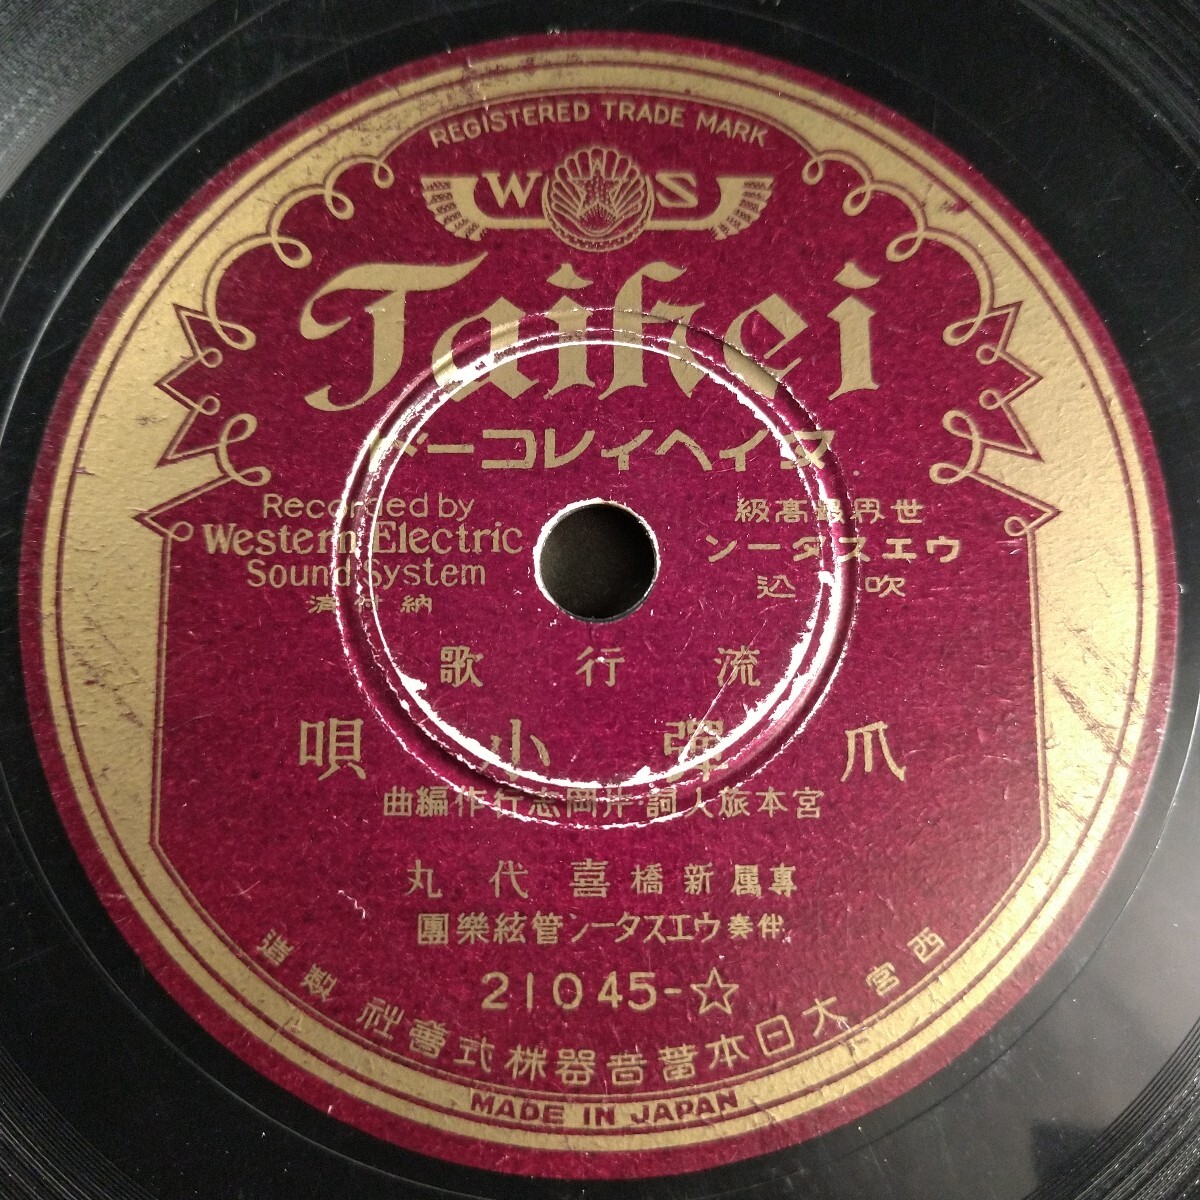 REGISTERED TRADE MARK
W S
Taihei
タイヘイレコード
Recorded by
Western Electric
Sound System
納付済
世界最高級
ウエスターン
吹込
流行歌
爪弾小唄
宮本旅人詞・片岡志行作編曲
専属 新橋 喜代丸
伴奏 ウエスターン管絃樂團
21045-☆
西宮 大日本蓄音器株式會社 製造
MADE IN JAPAN